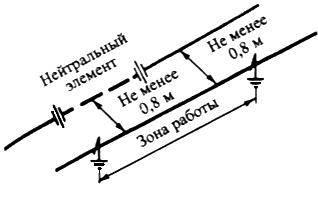 Нейтральный
элемент
Не менее
0,8 м
Не менее
0,8 м
Зона работы